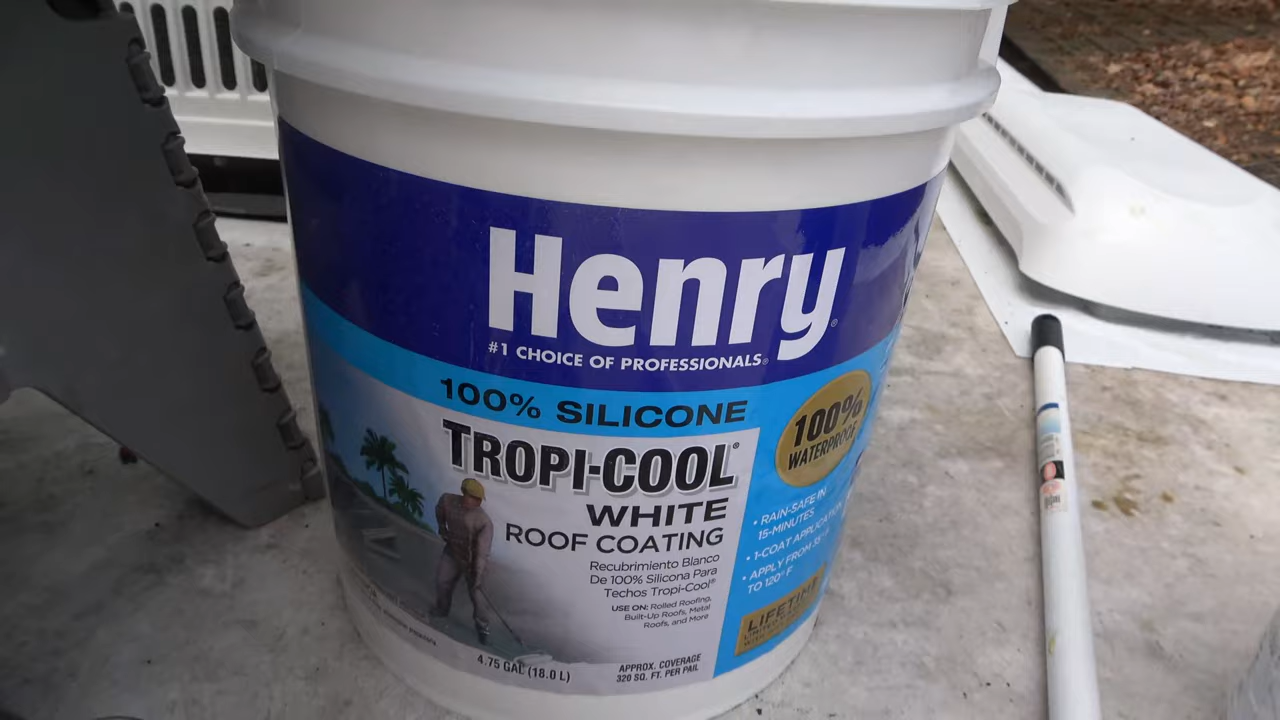 Henry®
#1 CHOICE OF PROFESSIONALS®
100% SILICONE
TROPI-COOL®
WHITE
ROOF COATING
Recubrimiento Blanco
De 100% Silicona Para
Techos Tropi-Cool®
USE ON: Rolled Roofing,
Built-Up Roofs, Metal
Roofs, and More
4.75 GAL (18.0 L)
APPROX. COVERAGE
320 SQ. FT. PER PAIL
100%
WATERPROOF
• RAIN-SAFE IN
15-MINUTES
• 1-COAT APPLICATION
• APPLY FROM 35°
TO 120° F
LIFETIME